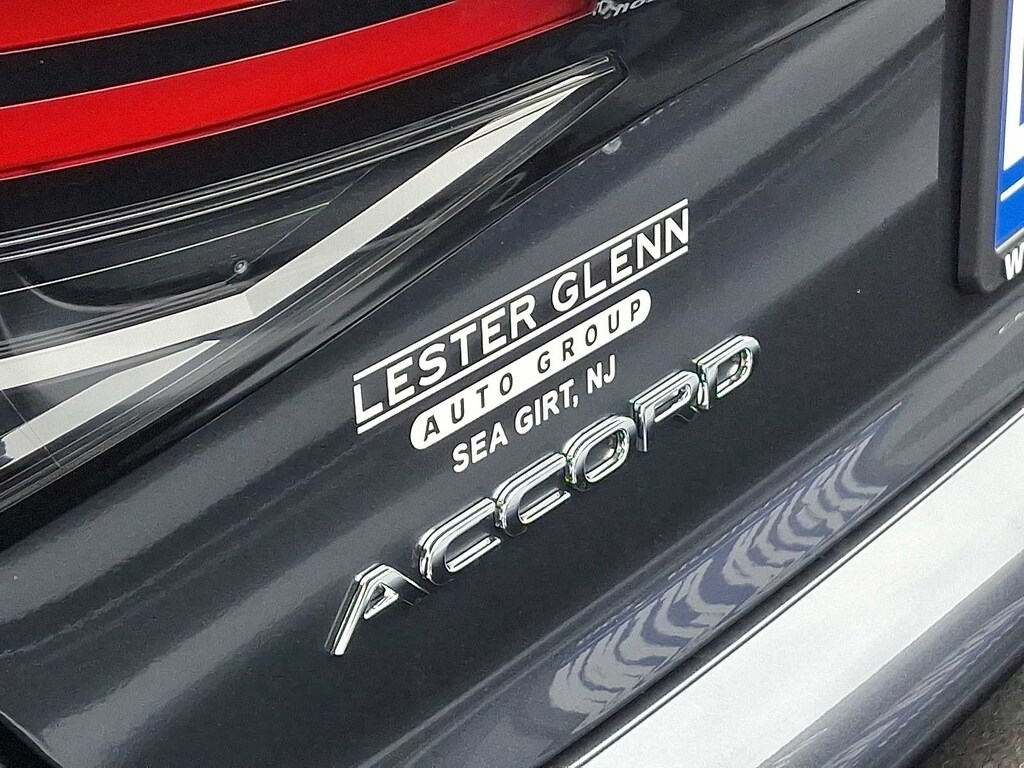 LESTER GLENN
AUTO GROUP
SEA GIRT, NJ
ACCORD
W